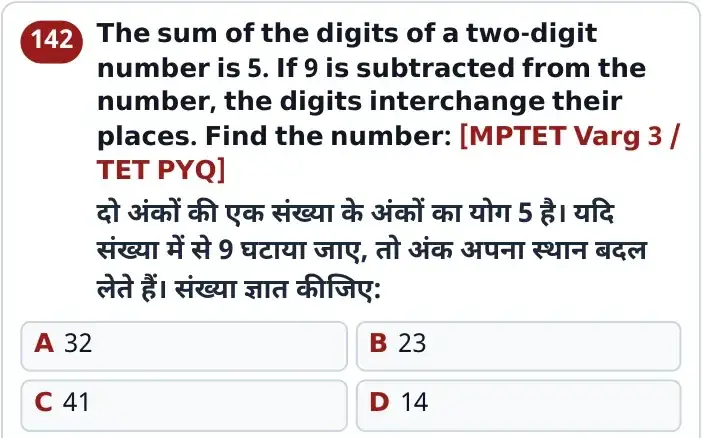 142 The sum of the digits of a two-digit
number is 5. If 9 is subtracted from the
number, the digits interchange their
places. Find the number: [MPTET Varg 3 /
TET PYQ]
दो अंकों की एक संख्या के अंकों का योग 5 है। यदि
संख्या में से 9 घटाया जाए, तो अंक अपना स्थान बदल
लेते हैं। संख्या ज्ञात कीजिए:
A 32
B 23
C 41
D 14